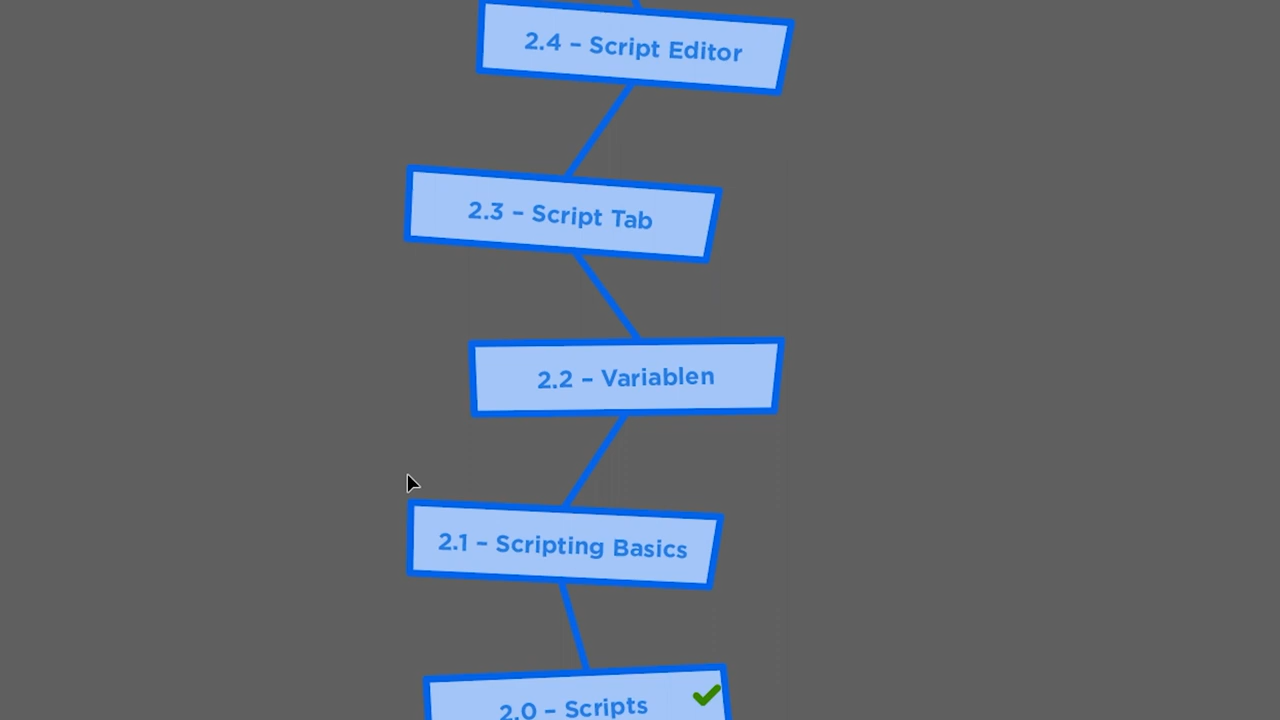 2.4 – Script Editor
2.3 – Script Tab
2.2 – Variablen
2.1 – Scripting Basics
2.0 – Scripts